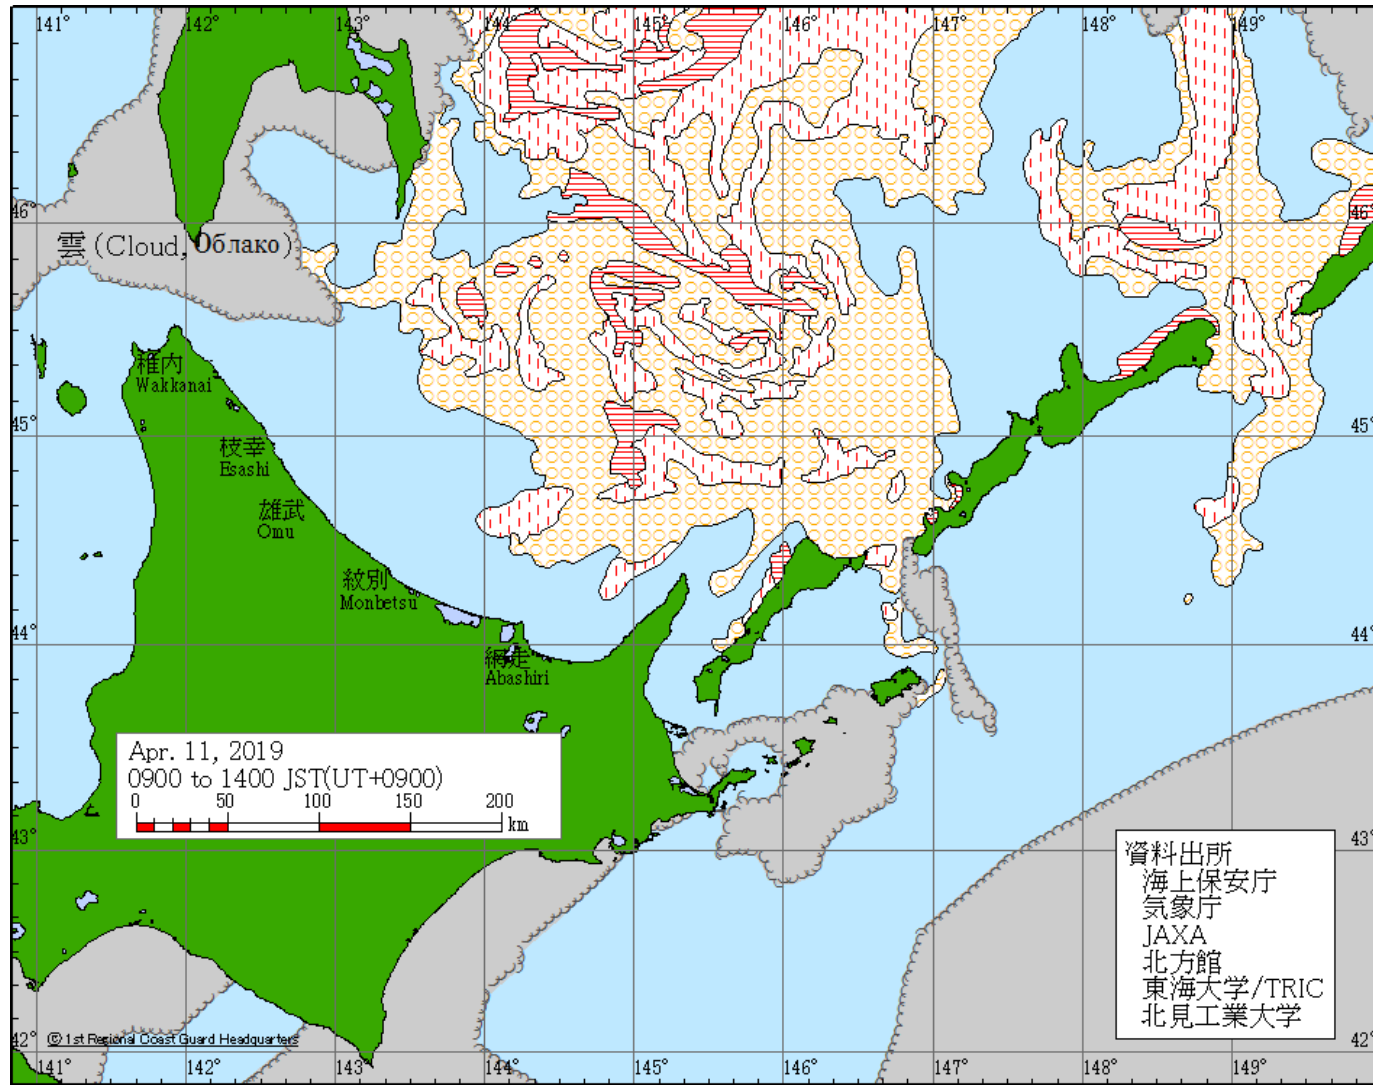 141° 142° 143° 144° 145° 146° 147° 148° 149°
46° 46°
雲 (Cloud, Облако)
稚内
Wakkanai
45° 45°
枝幸
Esashi
雄武
Omu
紋別
Monbetsu
44° 44°
網走
Abashiri
Apr. 11, 2019
0900 to 1400 JST(UT+0900)
0 50 100 150 200
km
43° 43°
資料出所
海上保安庁
気象庁
JAXA
北方館
東海大学/TRIC
北見工業大学
© 1st Regional Coast Guard Headquarters
42° 42°
141° 142° 143° 144° 145° 146° 147° 148° 149°